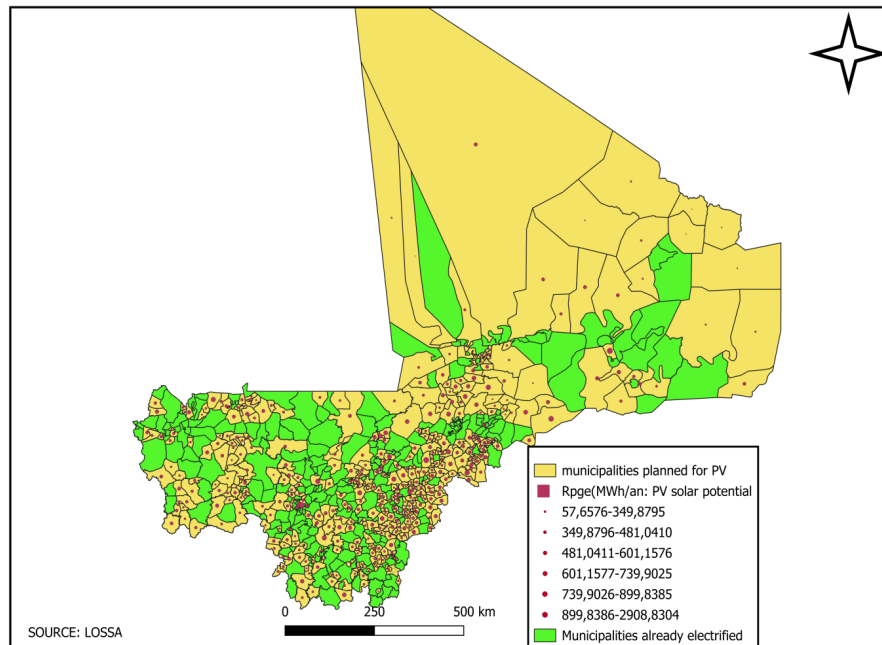 municipalities planned for PV
Rpge(MWh/an: PV solar potential
57,6576-349,8795
349,8796-481,0410
481,0411-601,1576
601,1577-739,9025
739,9026-899,8385
899,8386-2908,8304
Municipalities already electrified
0 250 500 km
SOURCE: LOSSA